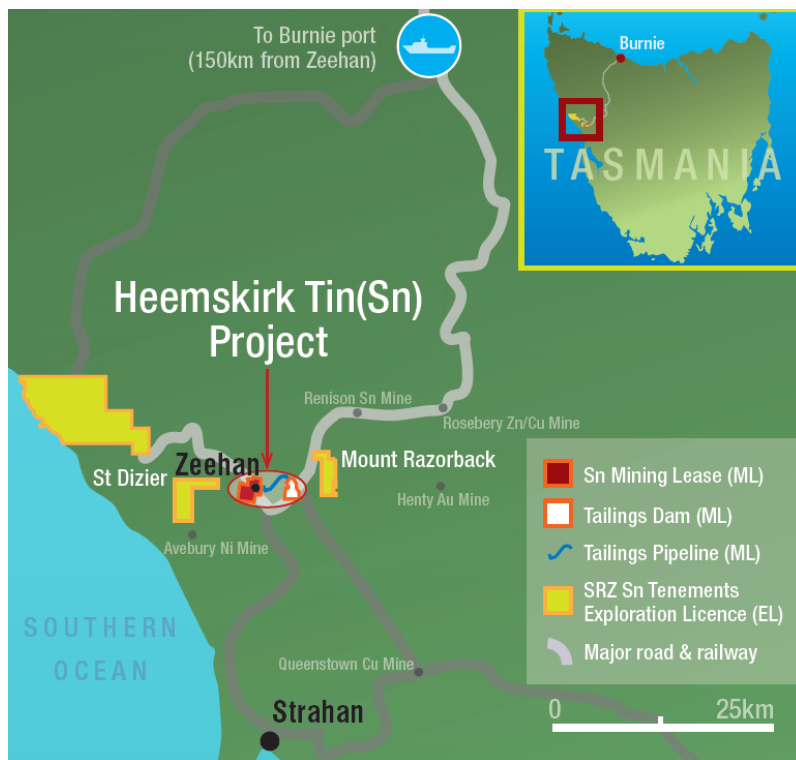 To Burnie port
(150km from Zeehan)
Burnie
TASMANIA
Heemskirk Tin(Sn)
Project
Renison Sn Mine
Rosebery Zn/Cu Mine
St Dizier
Zeehan
Mount Razorback
Henty Au Mine
Avebury Ni Mine
SOUTHERN
OCEAN
Queenstown Cu Mine
Strahan
Sn Mining Lease (ML)
Tailings Dam (ML)
Tailings Pipeline (ML)
SRZ Sn Tenements
Exploration Licence (EL)
Major road & railway
0 25km